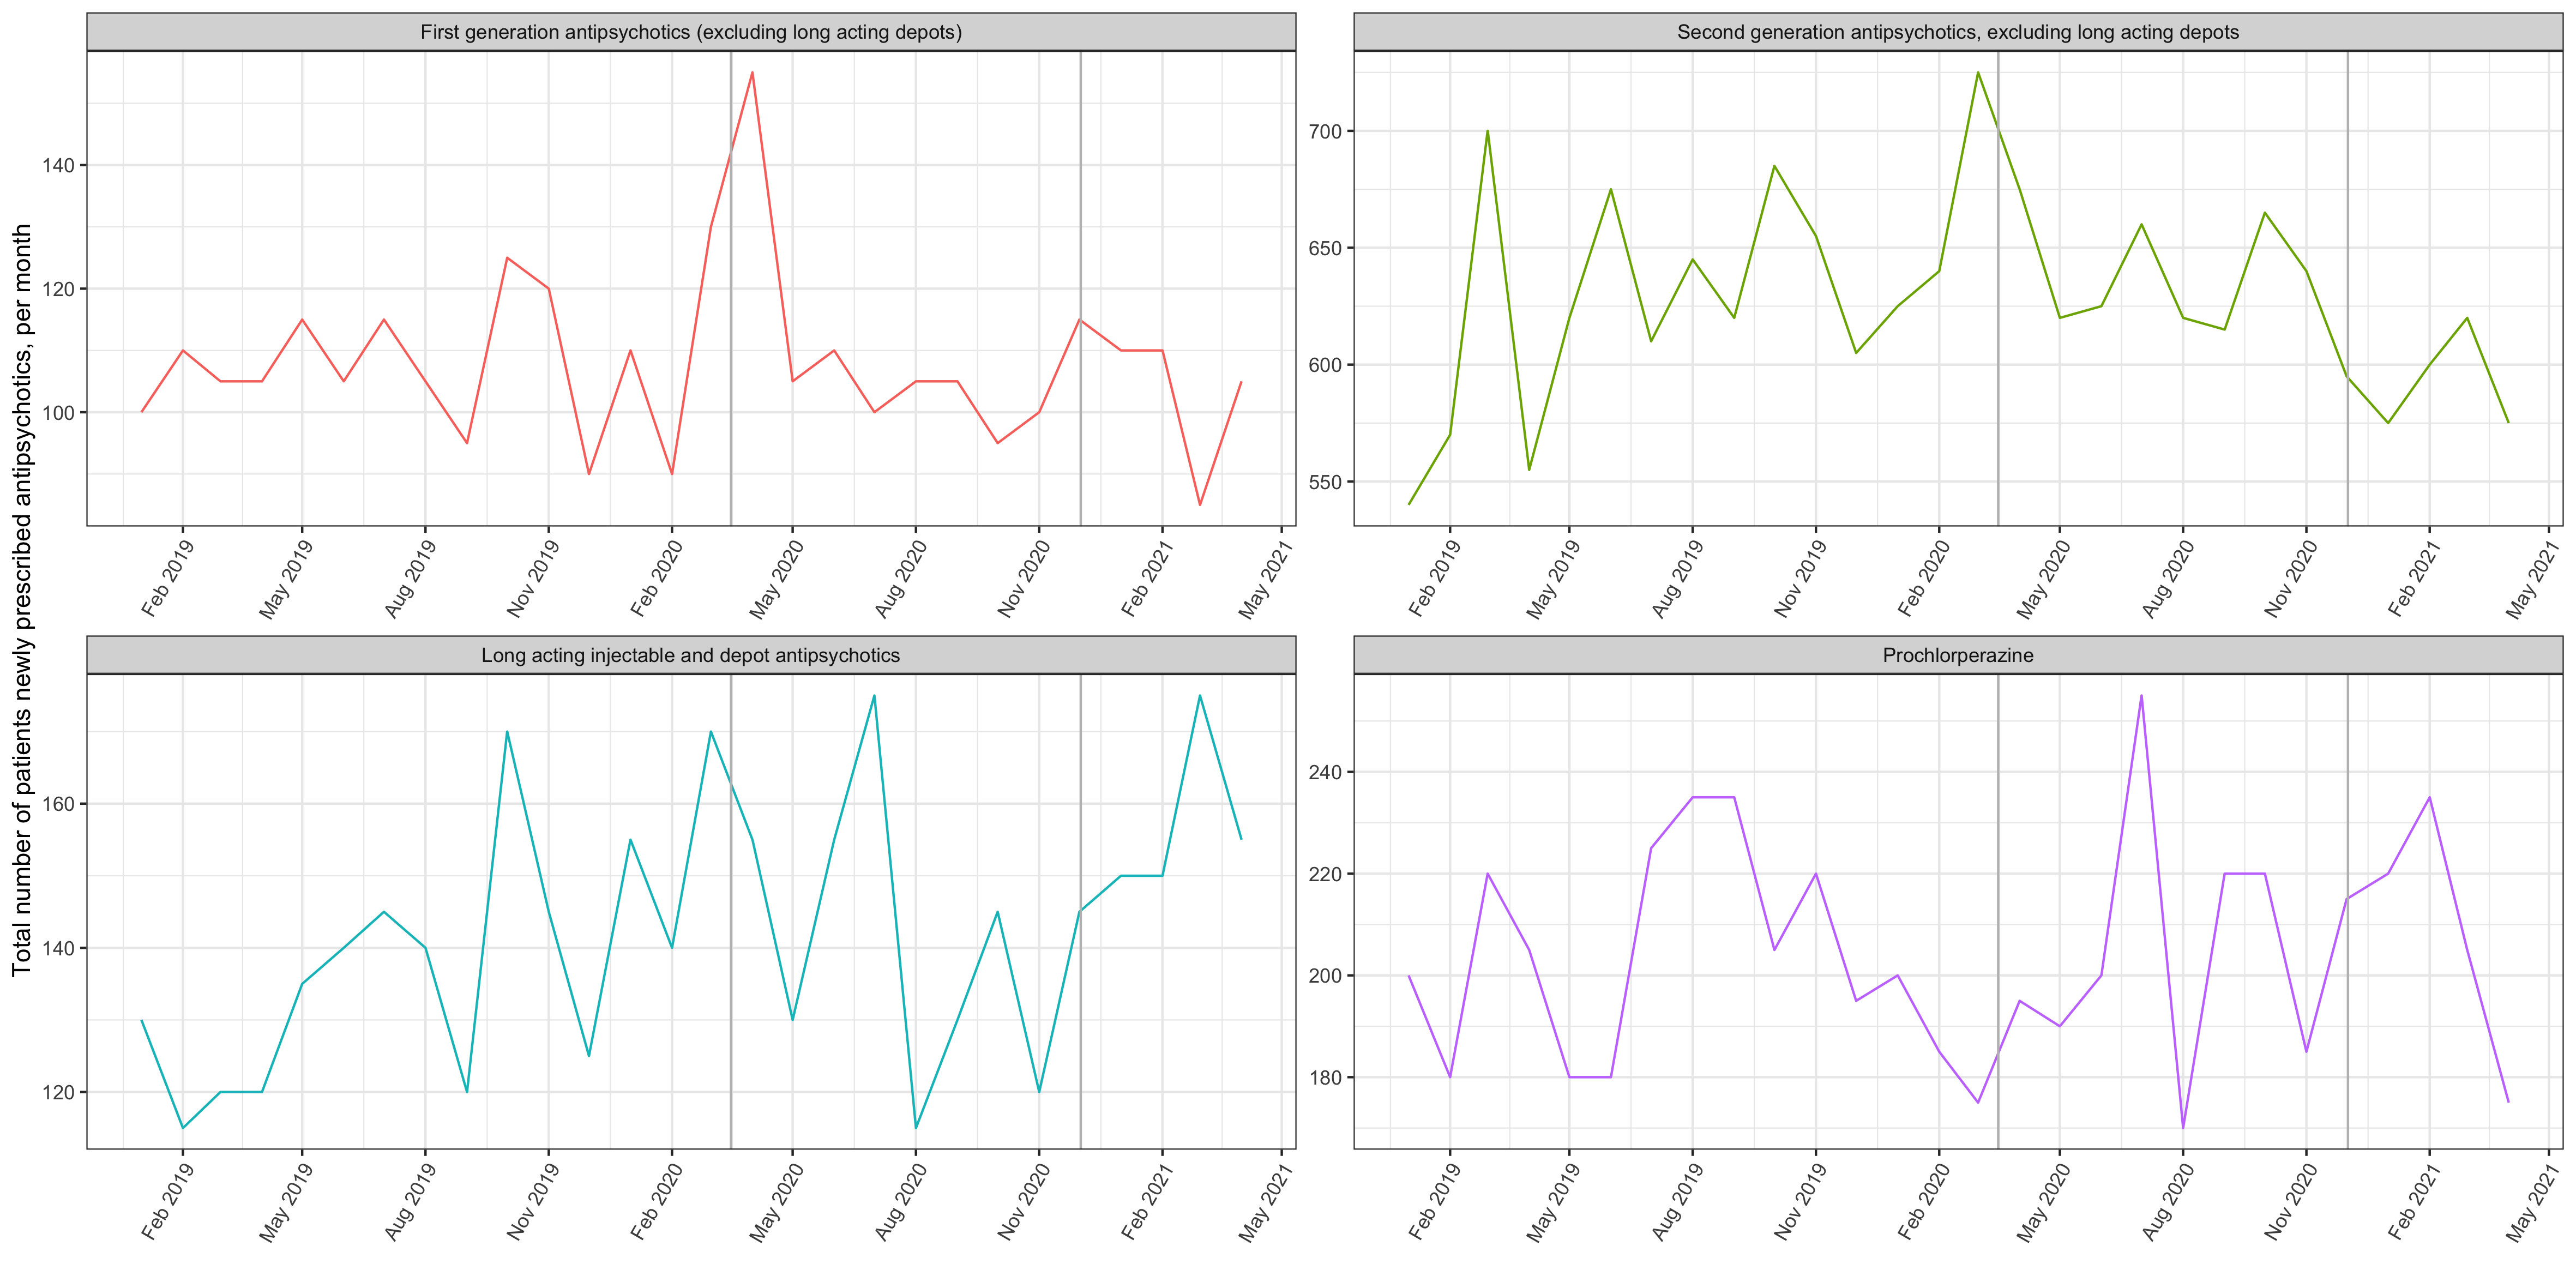 Total number of patients newly prescribed antipsychotics, per month
First generation antipsychotics (excluding long acting depots)
140
120
100
Feb 2019
May 2019
Aug 2019
Nov 2019
Feb 2020
May 2020
Aug 2020
Nov 2020
Feb 2021
May 2021
Second generation antipsychotics, excluding long acting depots
700
650
600
550
Feb 2019
May 2019
Aug 2019
Nov 2019
Feb 2020
May 2020
Aug 2020
Nov 2020
Feb 2021
May 2021
Long acting injectable and depot antipsychotics
160
140
120
Feb 2019
May 2019
Aug 2019
Nov 2019
Feb 2020
May 2020
Aug 2020
Nov 2020
Feb 2021
May 2021
Prochlorperazine
240
220
200
180
Feb 2019
May 2019
Aug 2019
Nov 2019
Feb 2020
May 2020
Aug 2020
Nov 2020
Feb 2021
May 2021